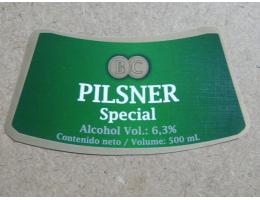 BC
PILSNER
Special
Alcohol Vol.: 6,3%
Contenido neto / Volume: 500 mL